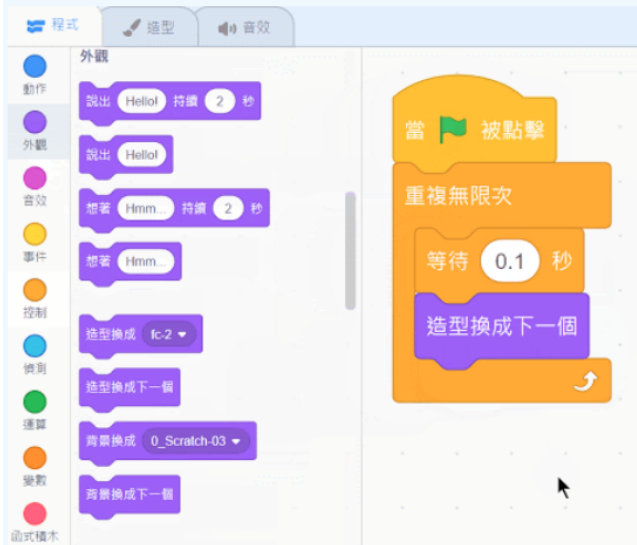 程式
造型
音效
動作
外觀
音效
事件
控制
偵測
運算
變數
函式積木
外觀
說出 Hello! 持續 2 秒
說出 Hello!
想著 Hmm... 持續 2 秒
想著 Hmm...
造型換成 fc-2
造型換成下一個
背景換成 0_Scratch-03
背景換成下一個
當 被點擊
重複無限次
等待 0.1 秒
造型換成下一個